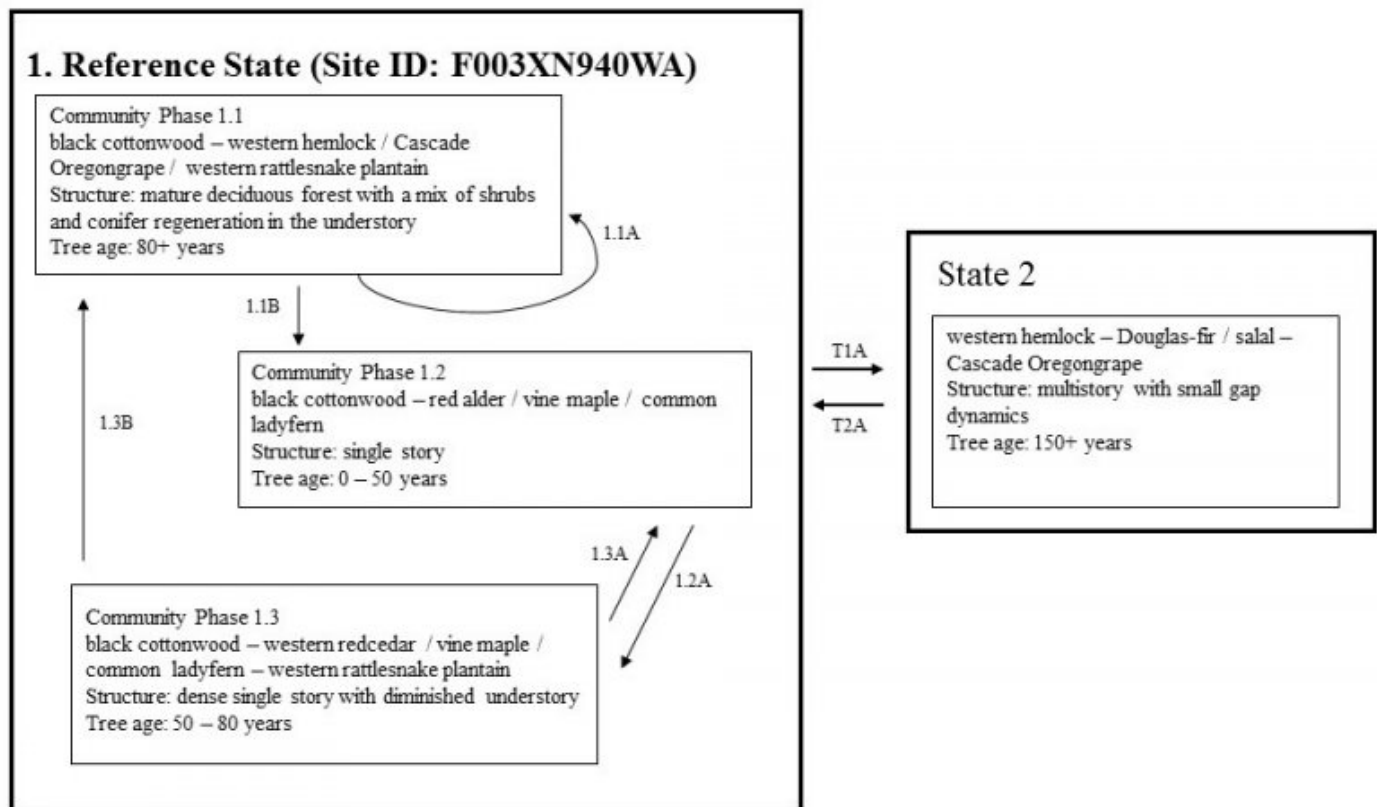 1. Reference State (Site ID: F003XN940WA)
Community Phase 1.1
black cottonwood – western hemlock / Cascade
Oregongrape / western rattlesnake plantain
Structure: mature deciduous forest with a mix of shrubs
and conifer regeneration in the understory
Tree age: 80+ years
1.1A
1.1B
Community Phase 1.2
black cottonwood – red alder / vine maple / common
ladyfern
Structure: single story
Tree age: 0 – 50 years
1.3B
1.3A
1.2A
Community Phase 1.3
black cottonwood – western redcedar / vine maple /
common ladyfern – western rattlesnake plantain
Structure: dense single story with diminished understory
Tree age: 50 – 80 years
T1A
T2A
State 2
western hemlock – Douglas-fir / salal –
Cascade Oregongrape
Structure: multistory with small gap
dynamics
Tree age: 150+ years